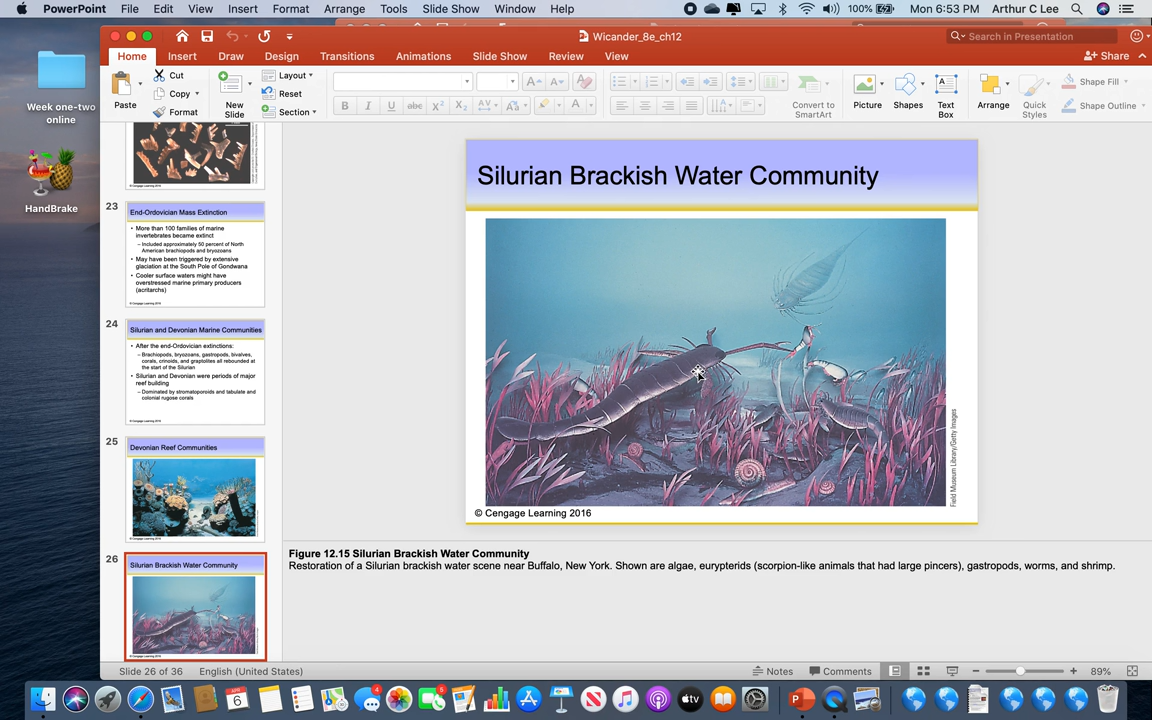 PowerPoint File Edit View Insert Format Arrange Tools Slide Show Window Help 100% Mon 6:53 PM Arthur C Lee
Wicander_8e_ch12
Search in Presentation
Home Insert Draw Design Transitions Animations Slide Show Review View Share
Paste
Cut
Copy
Format
New
Slide
Layout
Reset
Section
Convert to
SmartArt
Picture
Shapes
Text
Box
Arrange
Quick
Styles
Shape Fill
Shape Outline
Week one-two
online
HandBrake
© Cengage Learning 2016
23
End-Ordovician Mass Extinction
• More than 100 families of marine
invertebrates became extinct
– Included approximately 50 percent of North
American brachiopods and bryozoans
• May have been triggered by extensive
glaciation at the South Pole of Gondwana
• Cooler surface waters might have
overstressed marine primary producers
(acritarchs)
© Cengage Learning 2016
24
Silurian and Devonian Marine Communities
• After the end-Ordovician extinctions:
– Brachiopods, bryozoans, gastropods, bivalves,
corals, crinoids, and graptolites all rebounded at
the start of the Silurian
• Silurian and Devonian were periods of major
reef building
– Dominated by stromatoporoids and tabulate and
colonial rugose corals
© Cengage Learning 2016
25
Devonian Reef Communities
© Cengage Learning 2016
26
Silurian Brackish Water Community
© Cengage Learning 2016
Silurian Brackish Water Community
Field Museum Library/Getty Images
© Cengage Learning 2016
Figure 12.15 Silurian Brackish Water Community
Restoration of a Silurian brackish water scene near Buffalo, New York. Shown are algae, eurypterids (scorpion-like animals that had large pincers), gastropods, worms, and shrimp.
Slide 26 of 36 English (United States) Notes Comments 89%
4
5
APR
6
tv